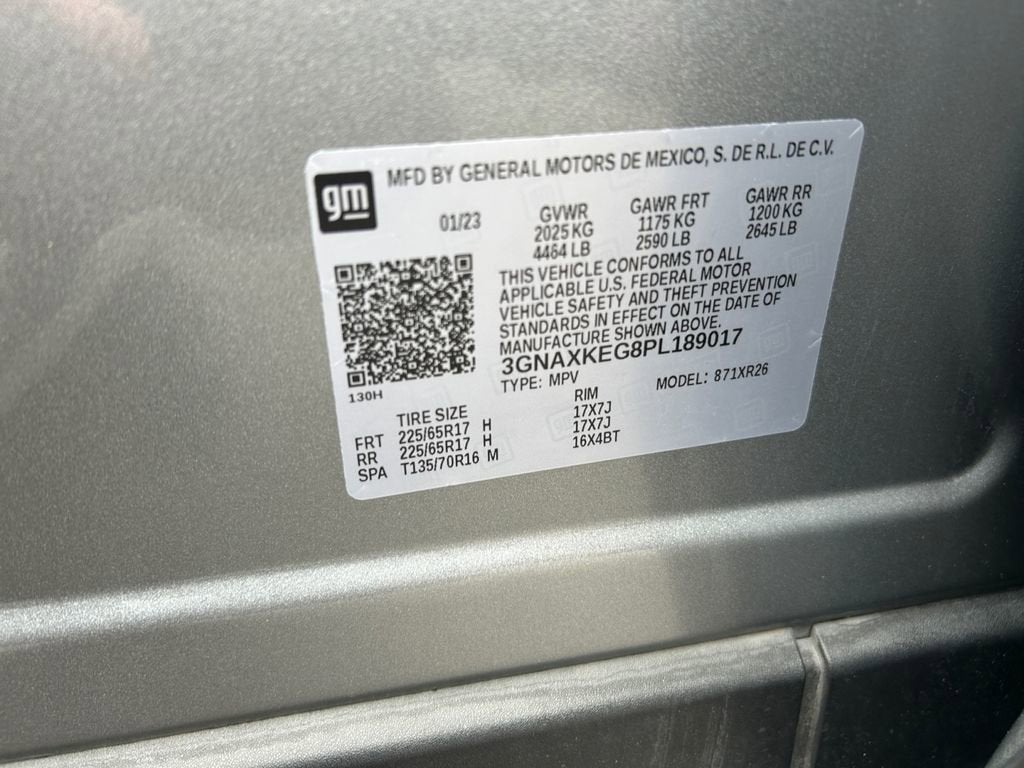 gm
MFD BY GENERAL MOTORS DE MEXICO, S. DE R.L. DE C.V.
01/23 GVWR GAWR FRT GAWR RR
2025 KG 1175 KG 1200 KG
4464 LB 2590 LB 2645 LB
THIS VEHICLE CONFORMS TO ALL
APPLICABLE U.S. FEDERAL MOTOR
VEHICLE SAFETY AND THEFT PREVENTION
STANDARDS IN EFFECT ON THE DATE OF
MANUFACTURE SHOWN ABOVE.
3GNAXKEG8PL189017
TYPE: MPV MODEL: 871XR26
130H
TIRE SIZE RIM
FRT 225/65R17 H 17X7J
RR 225/65R17 H 17X7J
SPA T135/70R16 M 16X4BT